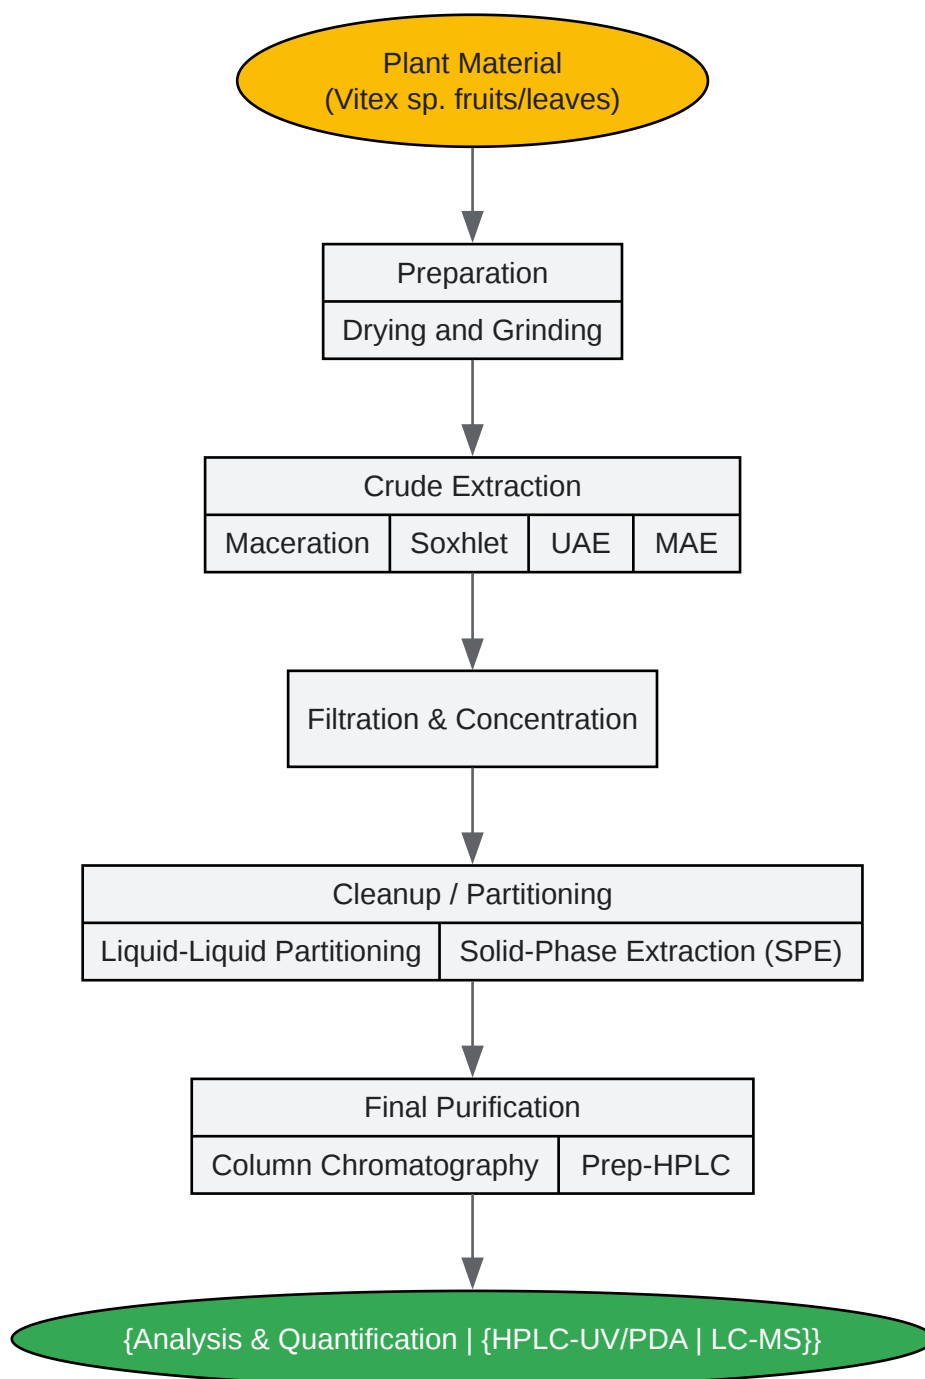 Plant Material
(Vitex sp. fruits/leaves)
Preparation
Drying and Grinding
Crude Extraction
Maceration Soxhlet UAE MAE
Filtration & Concentration
Cleanup / Partitioning
Liquid-Liquid Partitioning Solid-Phase Extraction (SPE)
Final Purification
Column Chromatography Prep-HPLC
{Analysis & Quantification | {HPLC-UV/PDA | LC-MS}}